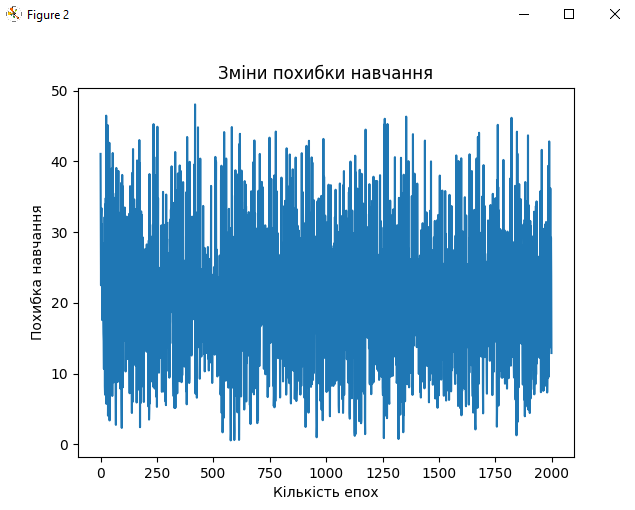 Figure 2
Зміни похибки навчання
50
40
30
20
10
0
Похибка навчання
0 250 500 750 1000 1250 1500 1750 2000
Кількість епох